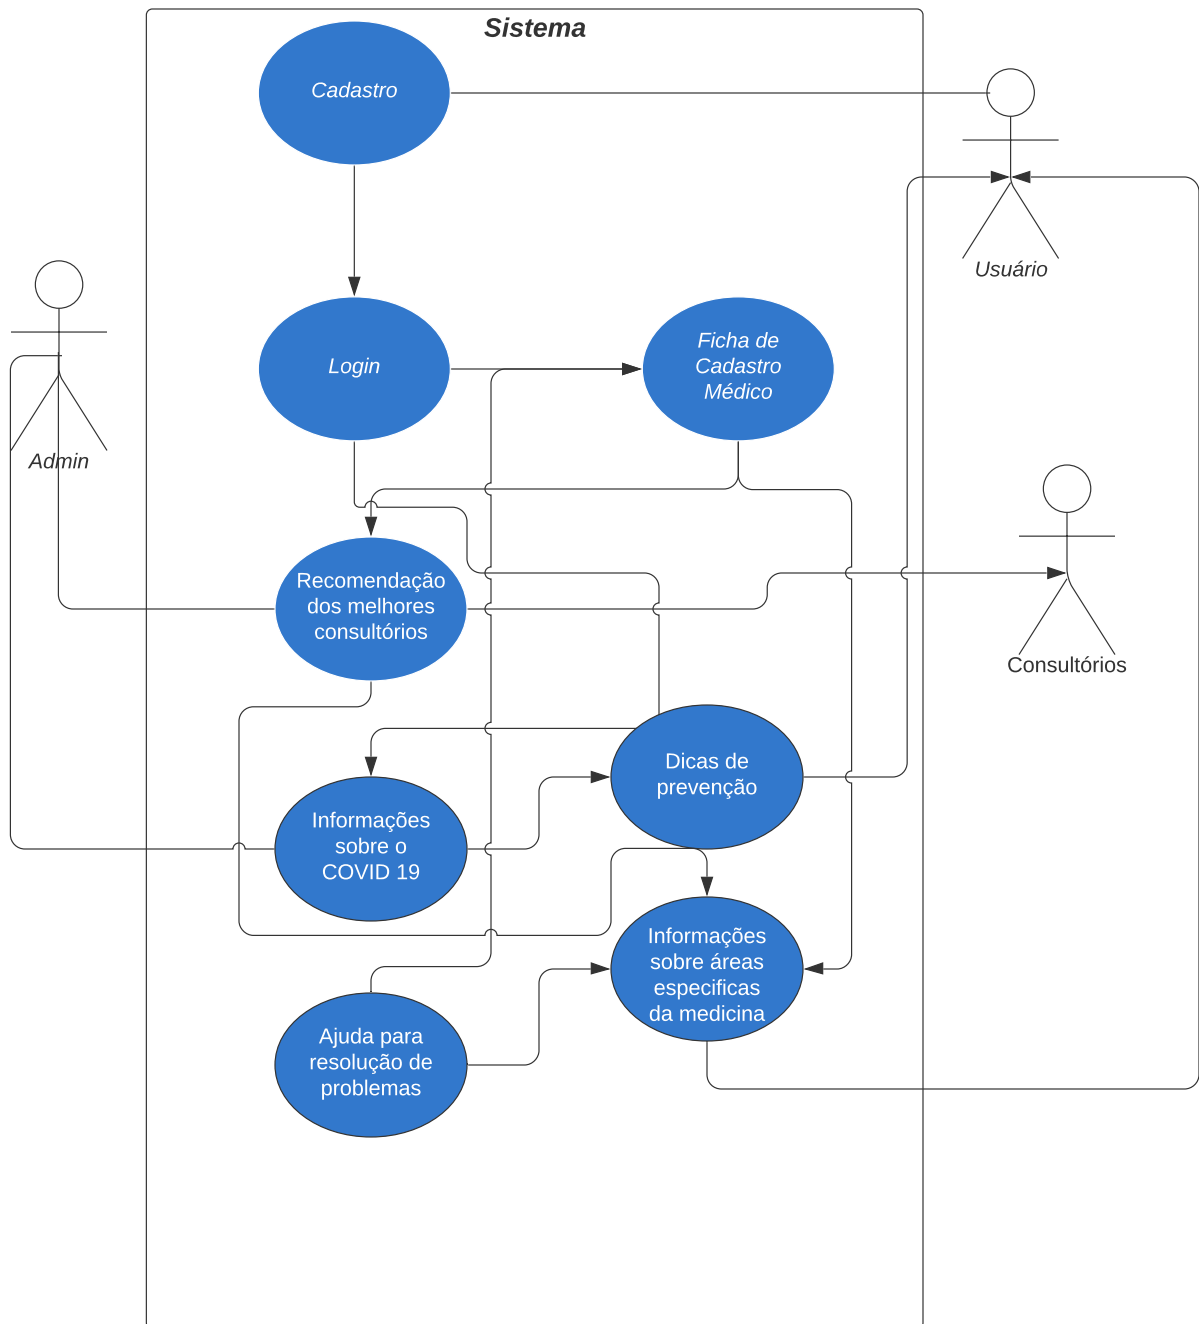 Sistema
Cadastro
Usuário
Login
Ficha de
Cadastro
Médico
Admin
Recomendação
dos melhores
consultórios
Consultórios
Dicas de
prevenção
Informações
sobre o
COVID 19
Informações
sobre áreas
especificas
da medicina
Ajuda para
resolução de
problemas